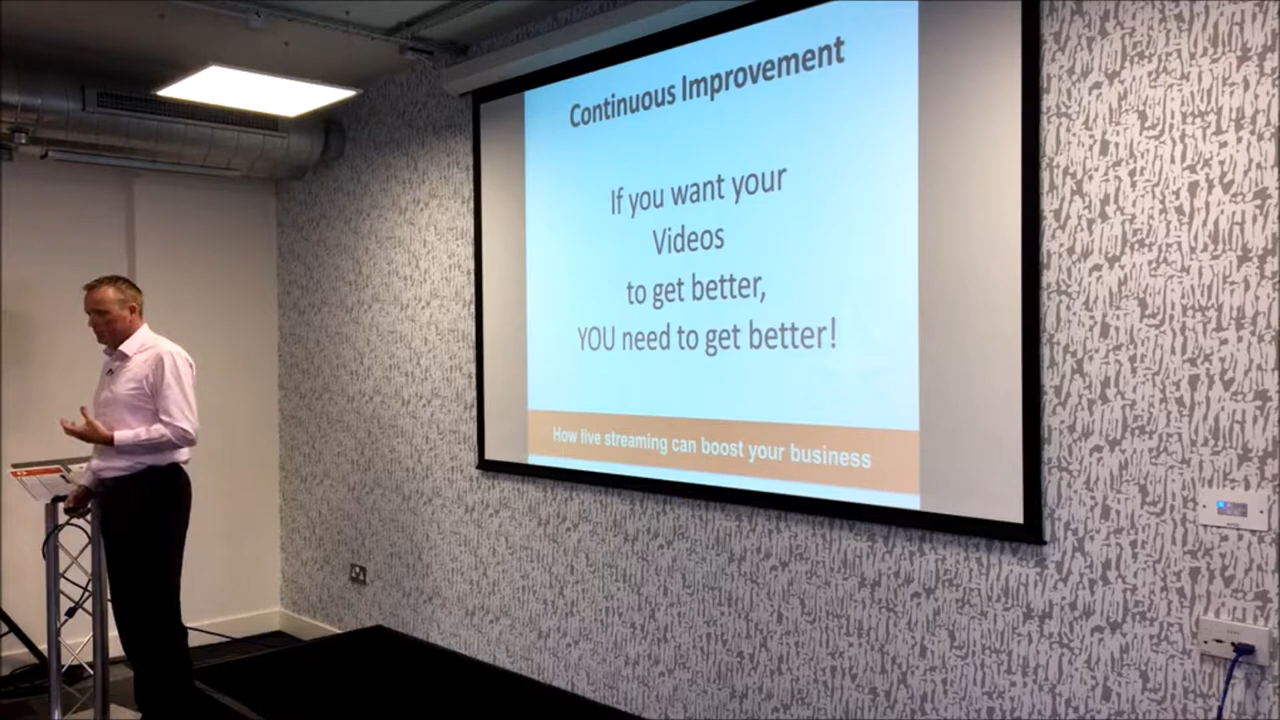 Continuous Improvement
If you want your
Videos
to get better,
YOU need to get better!
How live streaming can boost your business